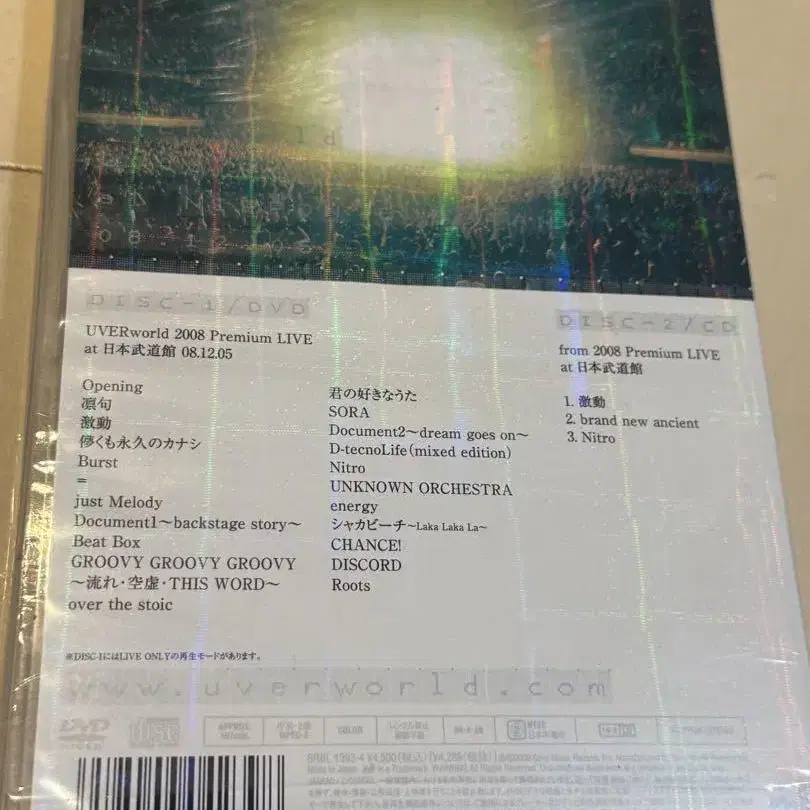 08.12.05
DISC-1/DVD
UVERworld 2008 Premium LIVE
at 日本武道館 08.12.05
Opening
凛句
激動
儚くも永久のカナシ
Burst
=
just Melody
Document1～backstage story～
Beat Box
GROOVY GROOVY GROOVY
～流れ・空虚・THIS WORD～
over the stoic
君の好きなうた
SORA
Document2～dream goes on～
D-tecnoLife（mixed edition）
Nitro
UNKNOWN ORCHESTRA
energy
シャカビーチ～Laka Laka La～
CHANCE!
DISCORD
Roots
DISC-2/CD
from 2008 Premium LIVE
at 日本武道館
1. 激動
2. brand new ancient
3. Nitro
※DISC-1にはLIVE ONLYの再生モードがあります。
www.uverworld.com
DVD
COLOR